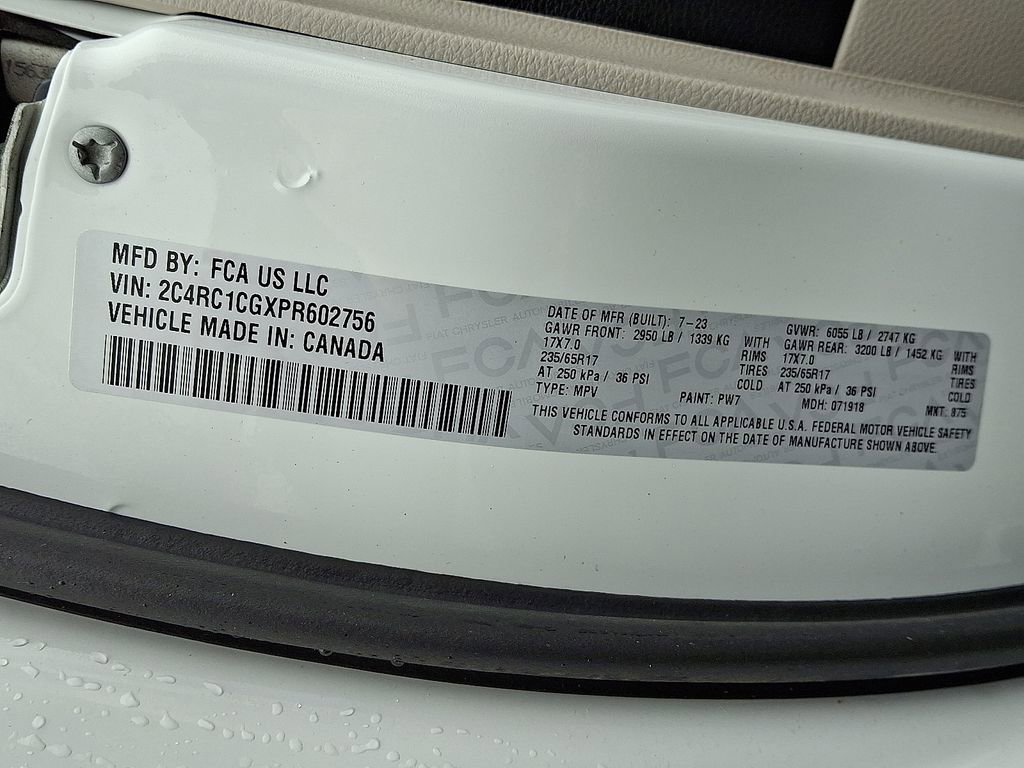 MFD BY: FCA US LLC
VIN: 2C4RC1CGXPR602756
VEHICLE MADE IN: CANADA
DATE OF MFR (BUILT): 7-23
GAWR FRONT: 2950 LB / 1339 KG WITH
17X7.0 RIMS
235/65R17 TIRES
AT 250 kPa / 36 PSI COLD
TYPE: MPV PAINT: PW7
GVWR: 6055 LB / 2747 KG
GAWR REAR: 3200 LB / 1452 KG WITH
17X7.0 RIMS
235/65R17 TIRES
AT 250 kPa / 36 PSI COLD
MDH: 071918 MKT: 875
THIS VEHICLE CONFORMS TO ALL APPLICABLE U.S.A. FEDERAL MOTOR VEHICLE SAFETY
STANDARDS IN EFFECT ON THE DATE OF MANUFACTURE SHOWN ABOVE.